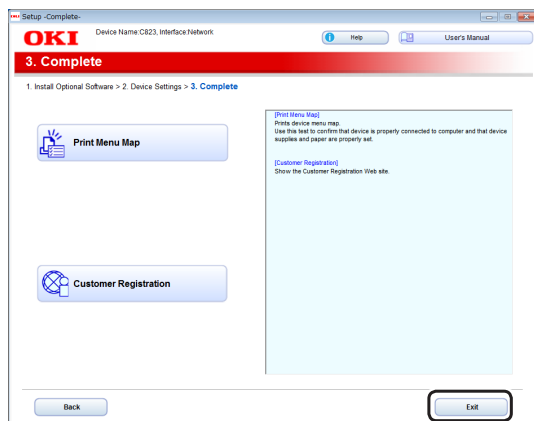 OKI Setup -Complete-
OKI
Device Name:C823, Interface:Network
Help
User's Manual
3. Complete
1. Install Optional Software > 2. Device Settings > 3. Complete
Print Menu Map
[Print Menu Map]
Prints device menu map.
Use this test to confirm that device is properly connected to computer and that device
supplies and paper are properly set.
[Customer Registration]
Show the Customer Registration Web site.
Customer Registration
Back
Exit